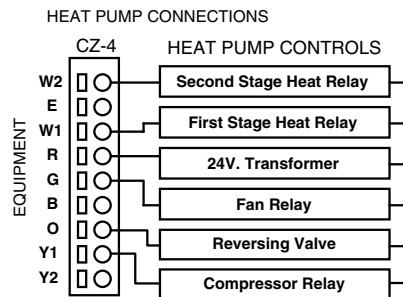 HEAT PUMP CONNECTIONS
CZ-4 HEAT PUMP CONTROLS
EQUIPMENT
W2 Second Stage Heat Relay
E
W1 First Stage Heat Relay
R 24V. Transformer
G
B Fan Relay
O Reversing Valve
Y1
Y2 Compressor Relay